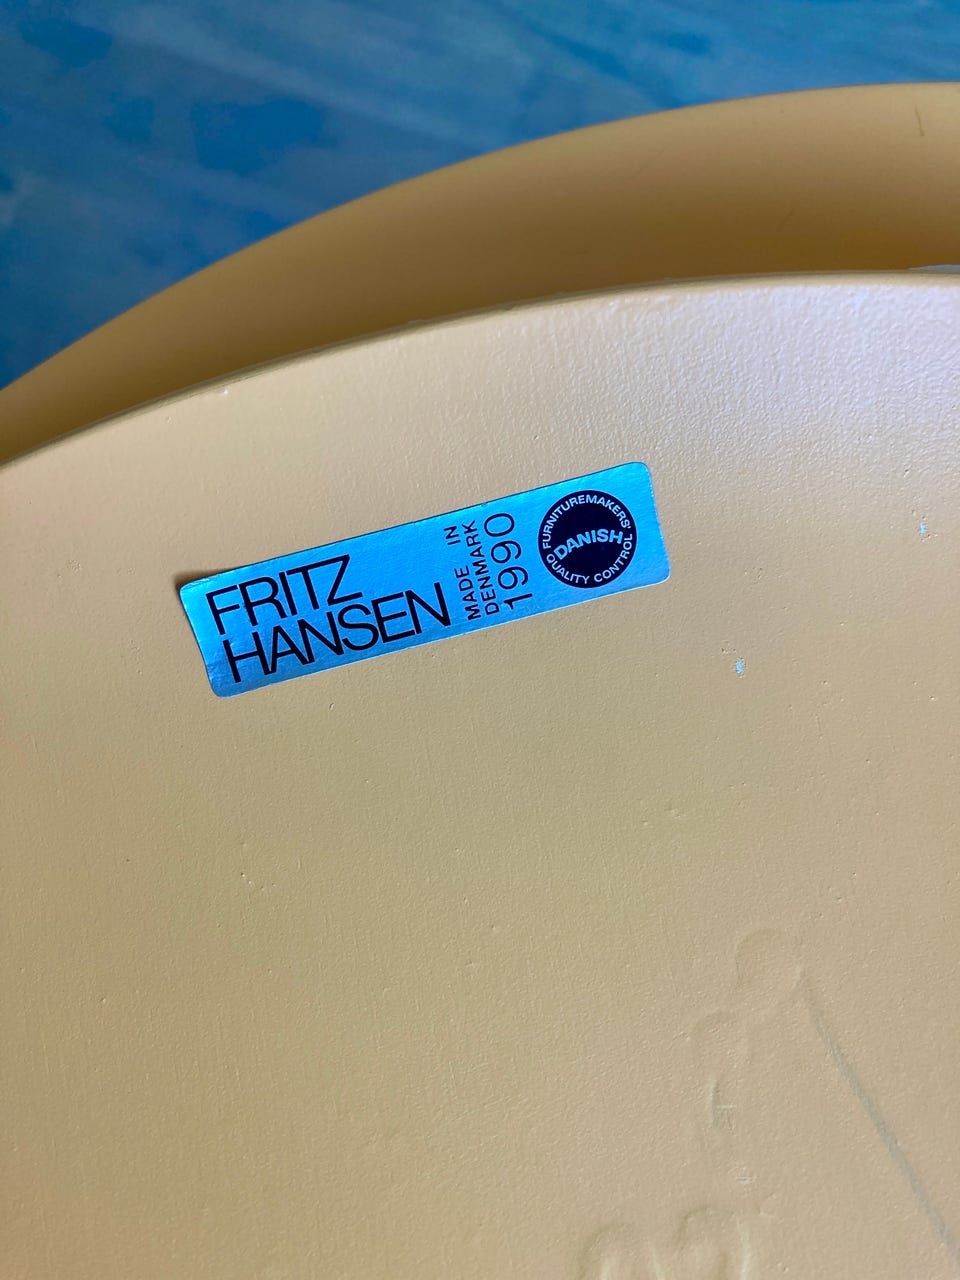 FRITZ
HANSEN
MADE IN
DENMARK
1990
FURNITUREMAKERS'
DANISH
QUALITY CONTROL